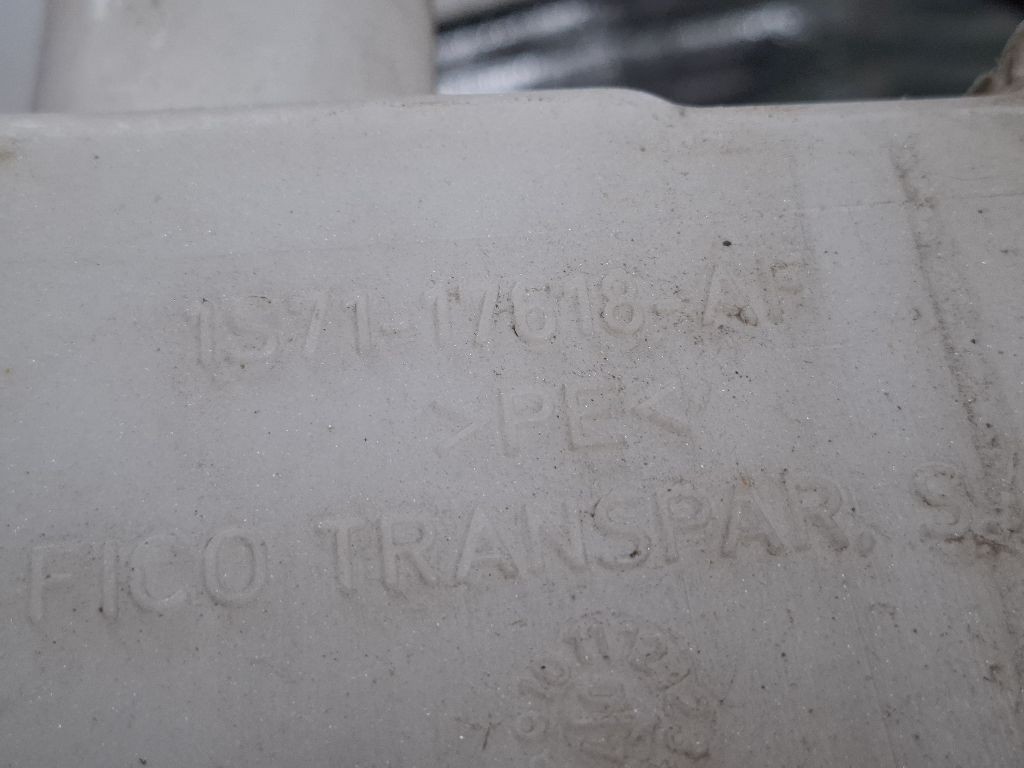 1S71-17618-AF
>PE<
FICO TRANSPAR, S.A